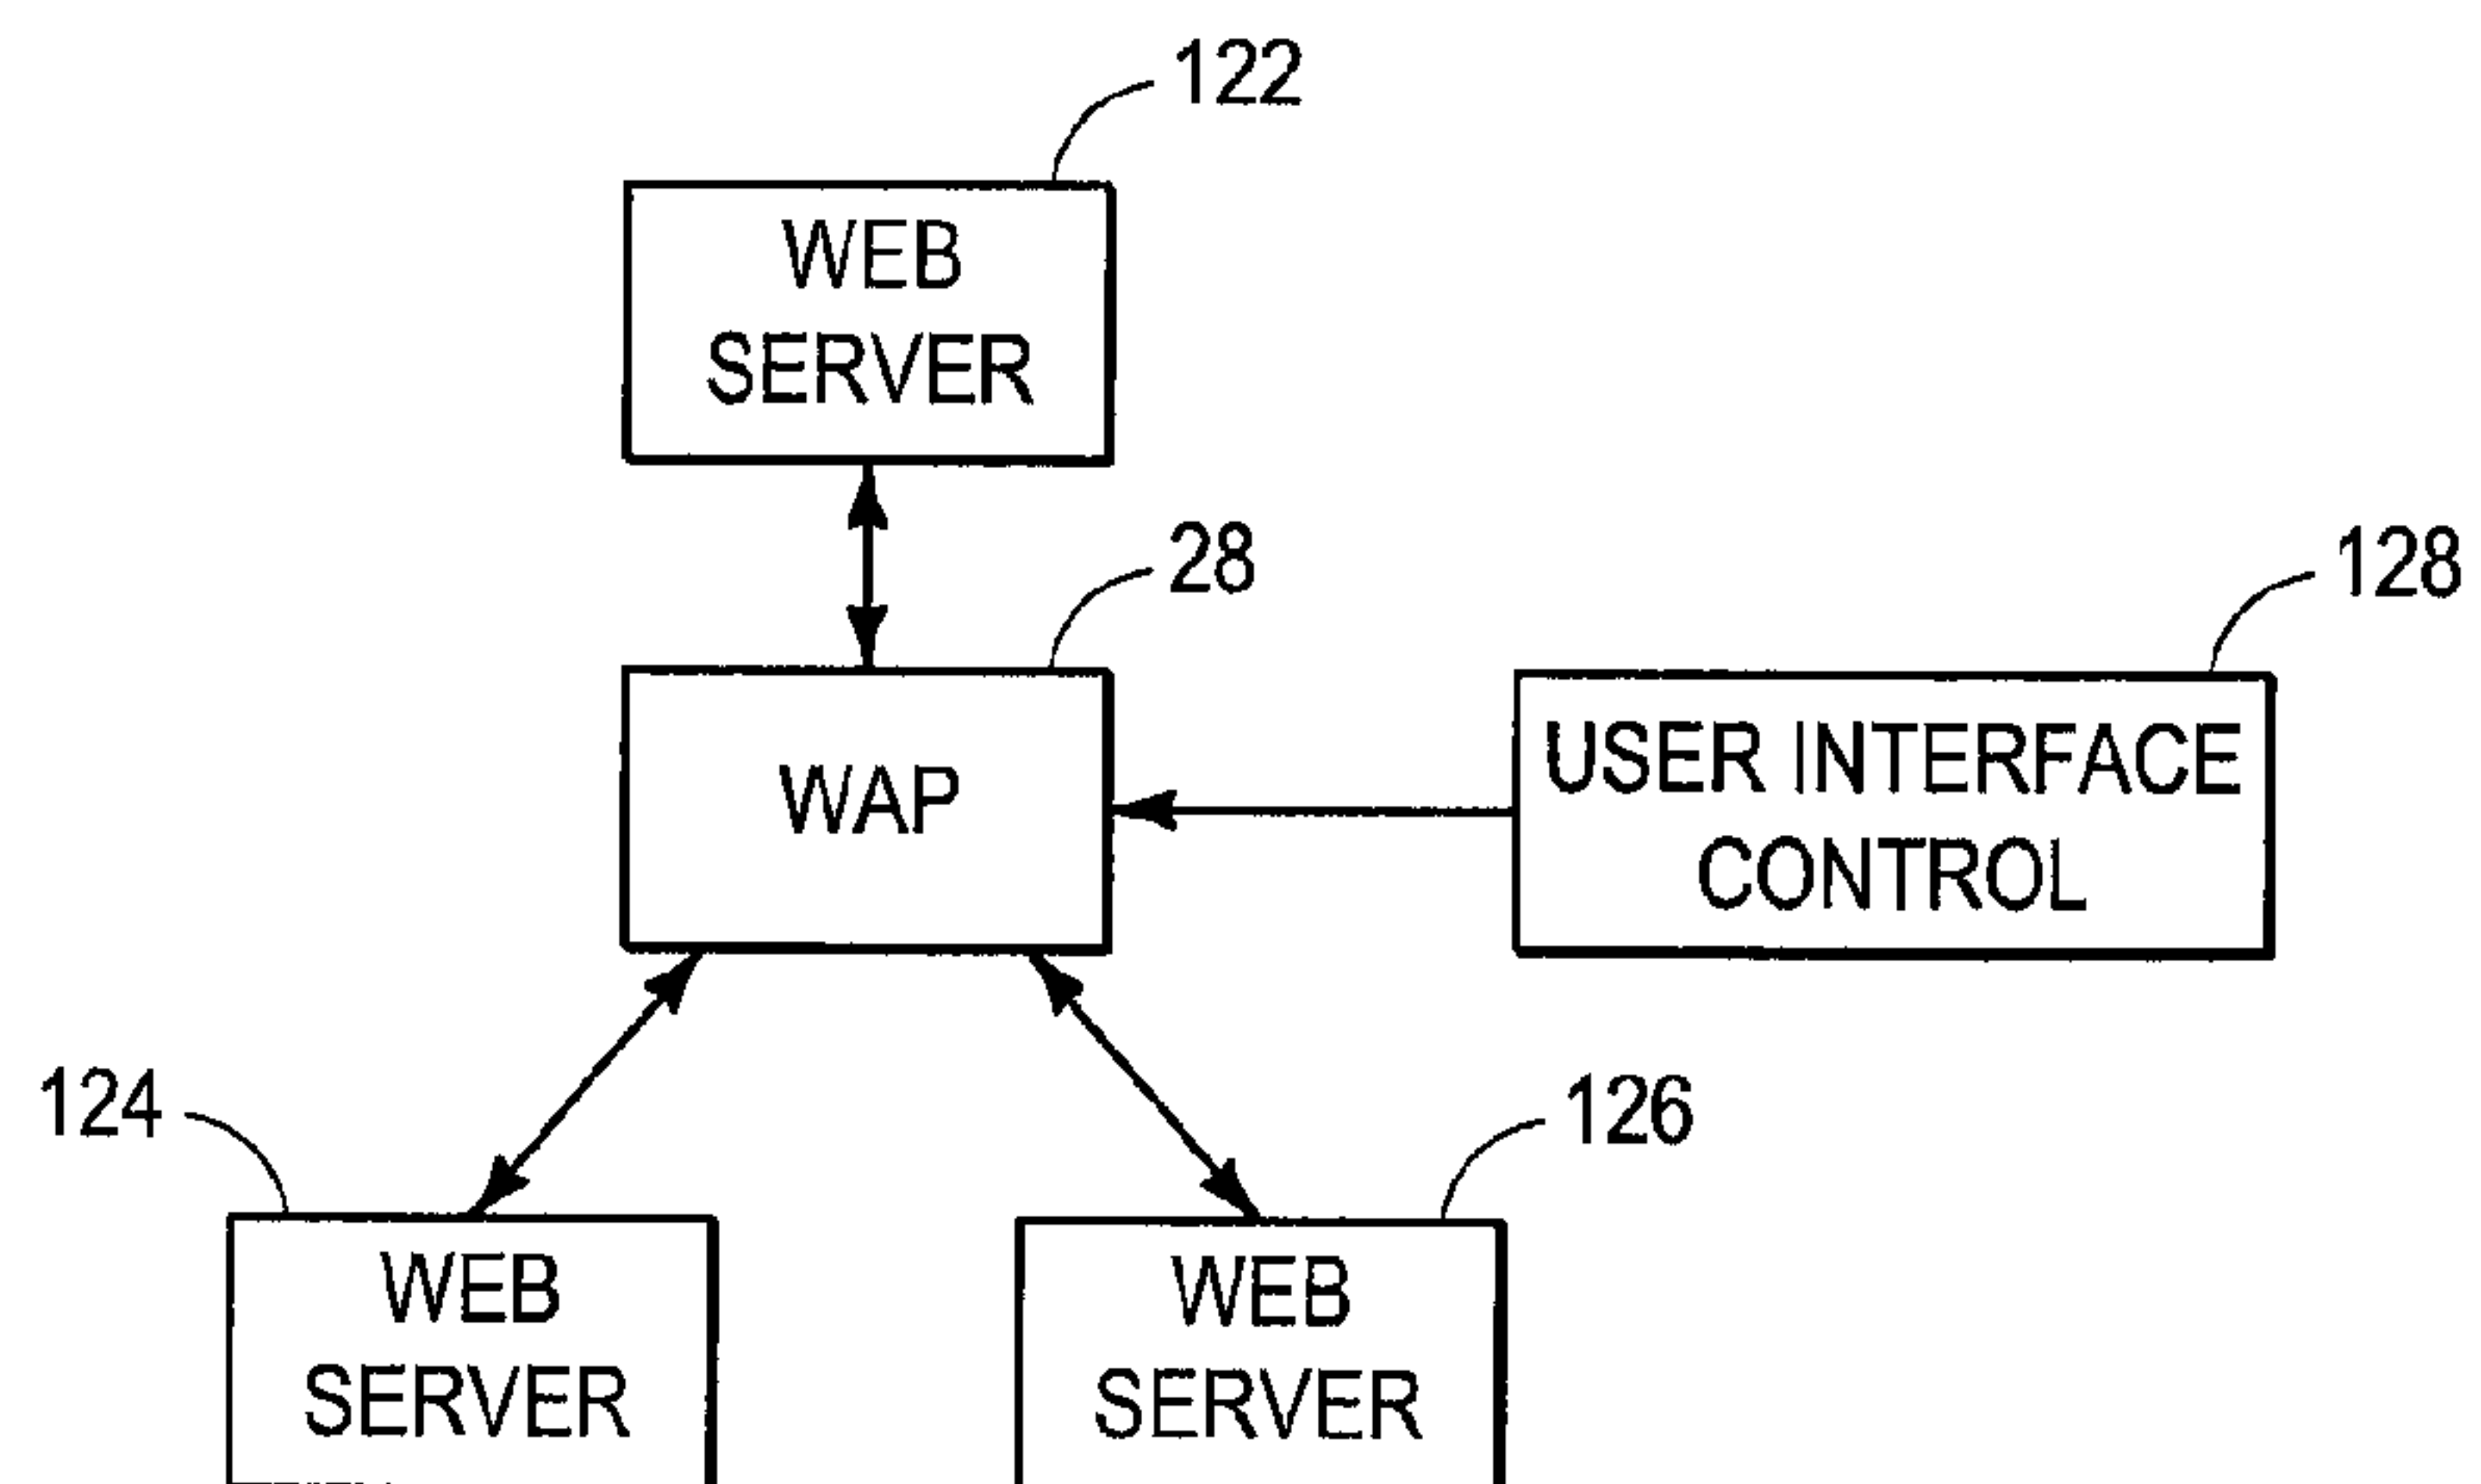 122
WEB
SERVER
28
128
WAP
USER INTERFACE
CONTROL
124
126
WEB
SERVER
WEB
SERVER